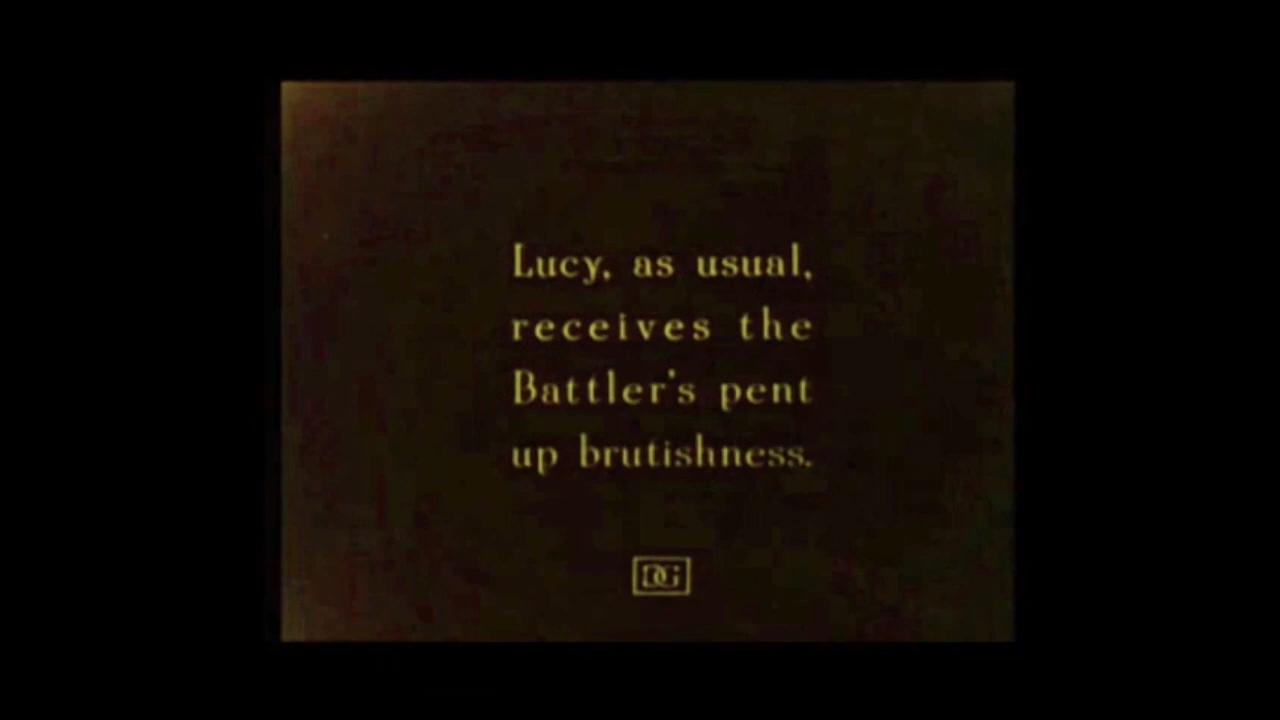 Lucy, as usual,
receives the
Battler's pent
up brutishness.
DG